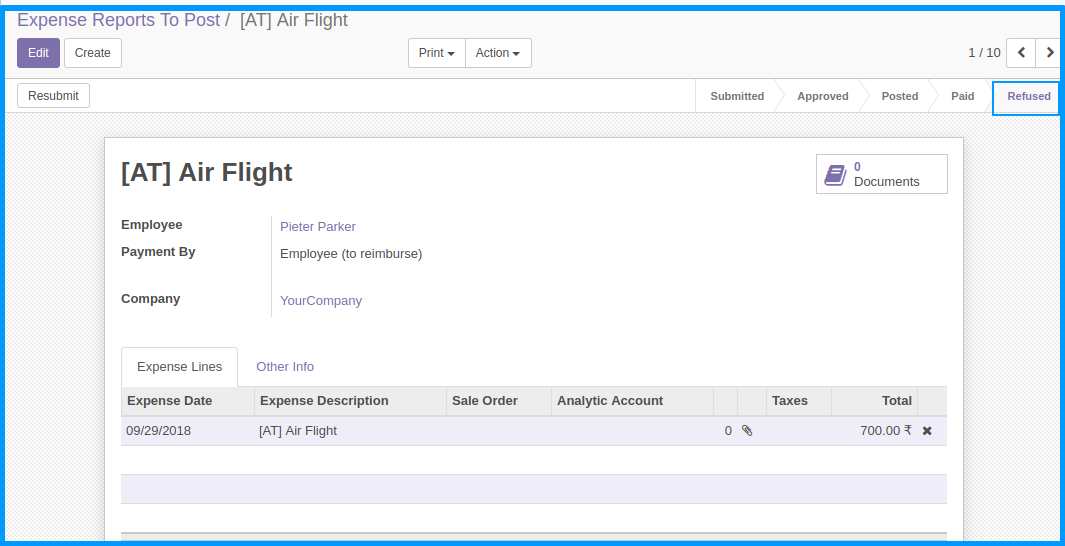 Expense Reports To Post / [AT] Air Flight
Edit Create Print Action 1 / 10
Resubmit Submitted Approved Posted Paid Refused
[AT] Air Flight
0
Documents
Employee Pieter Parker
Payment By Employee (to reimburse)
Company YourCompany
Expense Lines Other Info
Expense Date Expense Description Sale Order Analytic Account Taxes Total
09/29/2018 [AT] Air Flight 0 700.00 ₹